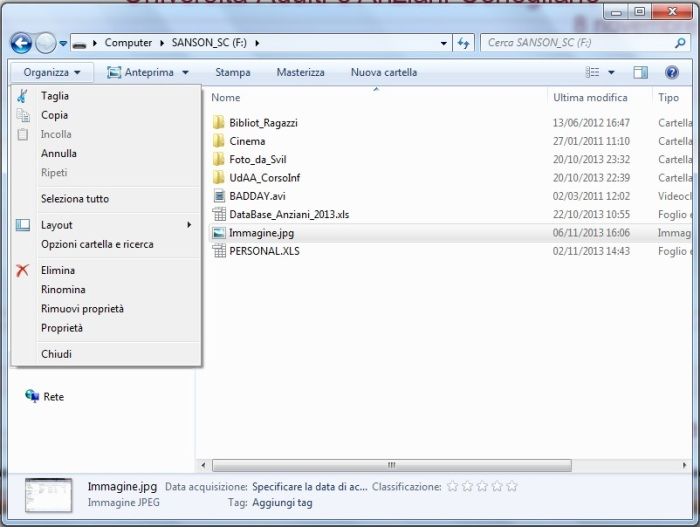 8 novembre
Computer SANSON_SC (F:)
Cerca SANSON_SC (F:)
Organizza Anteprima Stampa Masterizza Nuova cartella
Taglia
Copia
Incolla
Annulla
Ripeti
Seleziona tutto
Layout
Opzioni cartella e ricerca
Elimina
Rinomina
Rimuovi proprietà
Proprietà
Chiudi
Rete
Nome Ultima modifica Tipo
Bibliot_Ragazzi 13/06/2012 16:47 Cartella
Cinema 27/01/2011 11:10 Cartella
Foto_da_Svil 20/10/2013 23:32 Cartella
UdAA_CorsoInf 20/10/2013 22:39 Cartella
BADDAY.avi 02/03/2011 12:02 Videocl
DataBase_Anziani_2013.xls 22/10/2013 10:55 Foglio e
Immagine.jpg 06/11/2013 16:06 Immag
PERSONAL.XLS 02/11/2013 14:43 Foglio e
Immagine.jpg Data acquisizione: Specificare la data di ac... Classificazione:
Immagine JPEG Tag: Aggiungi tag